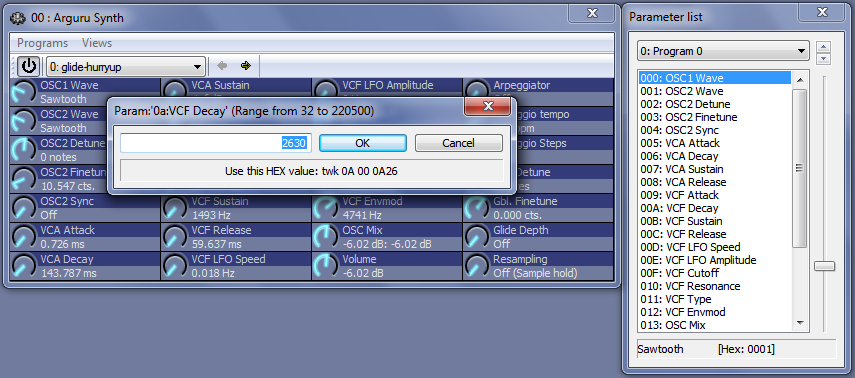 00 : Arguru Synth
Programs Views
0: glide-hurryup
OSC1 Wave VCA Sustain VCF LFO Amplitude Arpeggiator
Sawtooth
OSC2 Wave
Sawtooth
ggio tempo
pm
OSC2 Detune
0 notes
ggio Steps
OSC2 Finetune
10.547 cts.
Detune
es
OSC2 Sync VCF Sustain VCF Envmod Gbl. Finetune
Off 1493 Hz 4741 Hz 0.000 cts.
VCA Attack VCF Release OSC Mix Glide Depth
0.726 ms 59.637 ms -6.02 dB: -6.02 dB Off
VCA Decay VCF LFO Speed Volume Resampling
143.787 ms 0.018 Hz -6.02 dB Off (Sample hold)
Param:'0a:VCF Decay' (Range from 32 to 220500)
2630 OK Cancel
Use this HEX value: twk 0A 00 0A26
Parameter list
0: Program 0
000: OSC1 Wave
001: OSC2 Wave
002: OSC2 Detune
003: OSC2 Finetune
004: OSC2 Sync
005: VCA Attack
006: VCA Decay
007: VCA Sustain
008: VCA Release
009: VCF Attack
00A: VCF Decay
00B: VCF Sustain
00C: VCF Release
00D: VCF LFO Speed
00E: VCF LFO Amplitude
00F: VCF Cutoff
010: VCF Resonance
011: VCF Type
012: VCF Envmod
013: OSC Mix
Sawtooth [Hex: 0001]